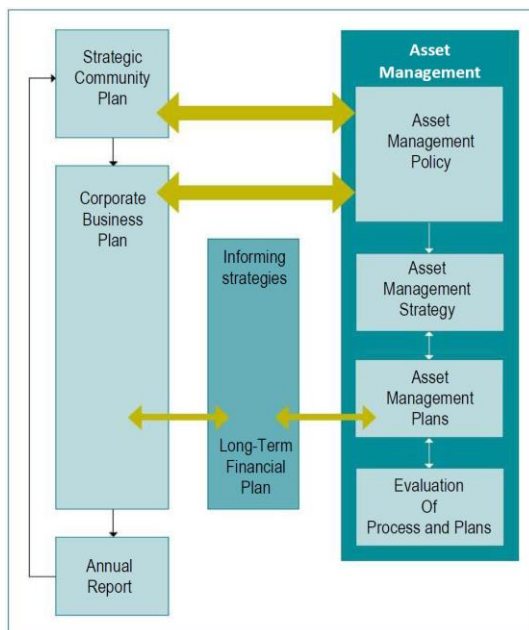 Strategic
Community
Plan
Corporate
Business
Plan
Annual
Report
Informing
strategies
Long-Term
Financial
Plan
Asset
Management
Asset
Management
Policy
Asset
Management
Strategy
Asset
Management
Plans
Evaluation
Of
Process and Plans